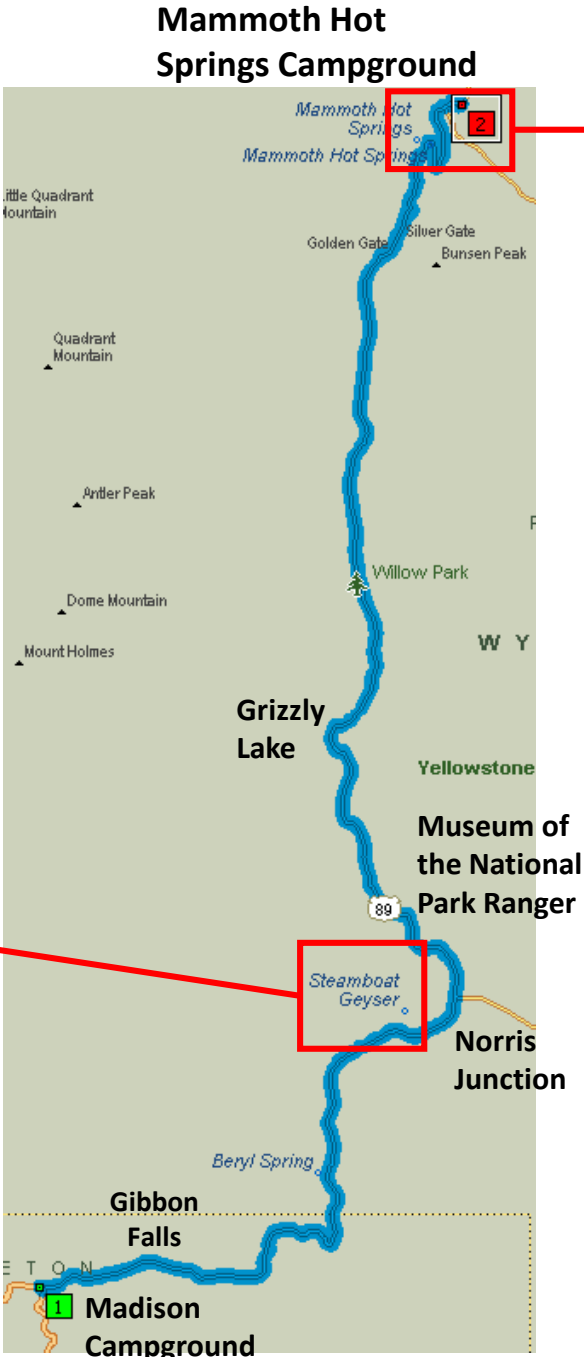 Mammoth Hot
Springs Campground
Mammoth Hot
Springs
2
Mammoth Hot Springs
Little Quadrant
Mountain
Golden Gate
Silver Gate
Bunsen Peak
Quadrant
Mountain
Antler Peak
Willow Park
Dome Mountain
W Y
Mount Holmes
Grizzly
Lake
Yellowstone
Museum of
the National
Park Ranger
89
Steamboat
Geyser
Norris
Junction
Beryl Spring
Gibbon
Falls
E T O N
1
Madison
Campground